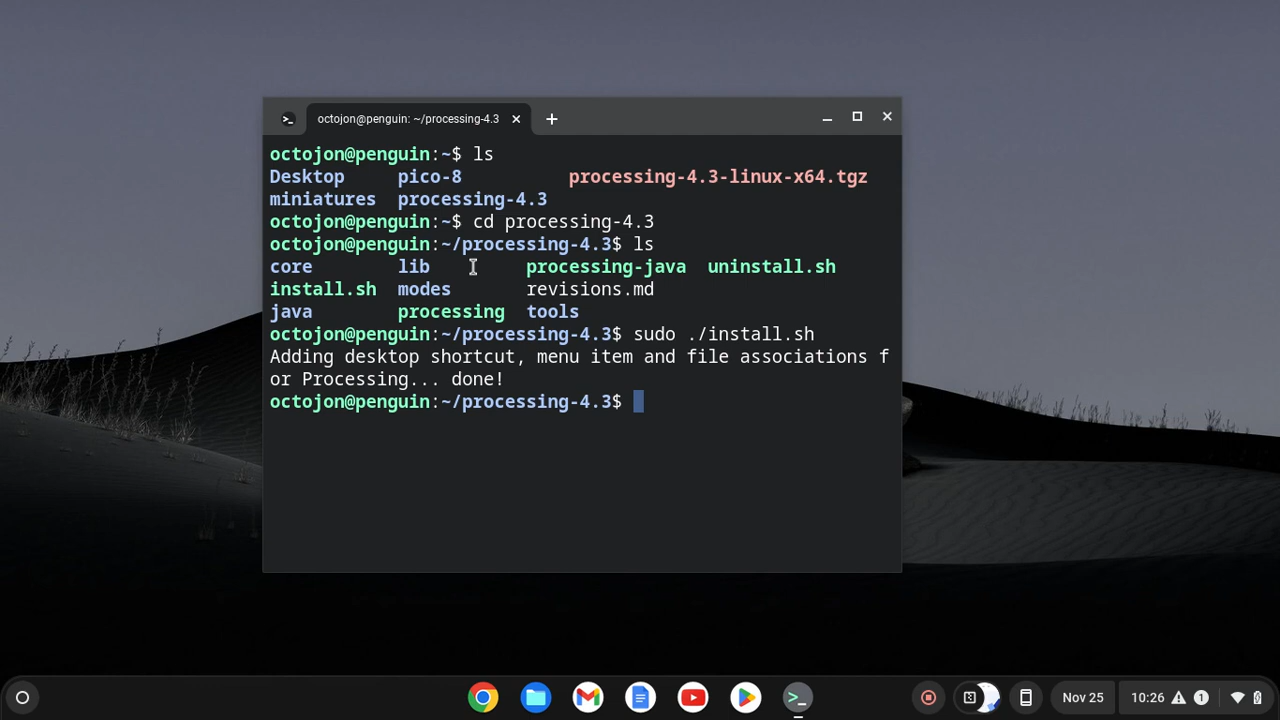 octojon@penguin: ~/processing-4.3
octojon@penguin:~$ ls
Desktop pico-8 processing-4.3-linux-x64.tgz
miniatures processing-4.3
octojon@penguin:~$ cd processing-4.3
octojon@penguin:~/processing-4.3$ ls
core lib processing-java uninstall.sh
install.sh modes revisions.md
java processing tools
octojon@penguin:~/processing-4.3$ sudo ./install.sh
Adding desktop shortcut, menu item and file associations f
or Processing... done!
octojon@penguin:~/processing-4.3$
Nov 25 10:26 1